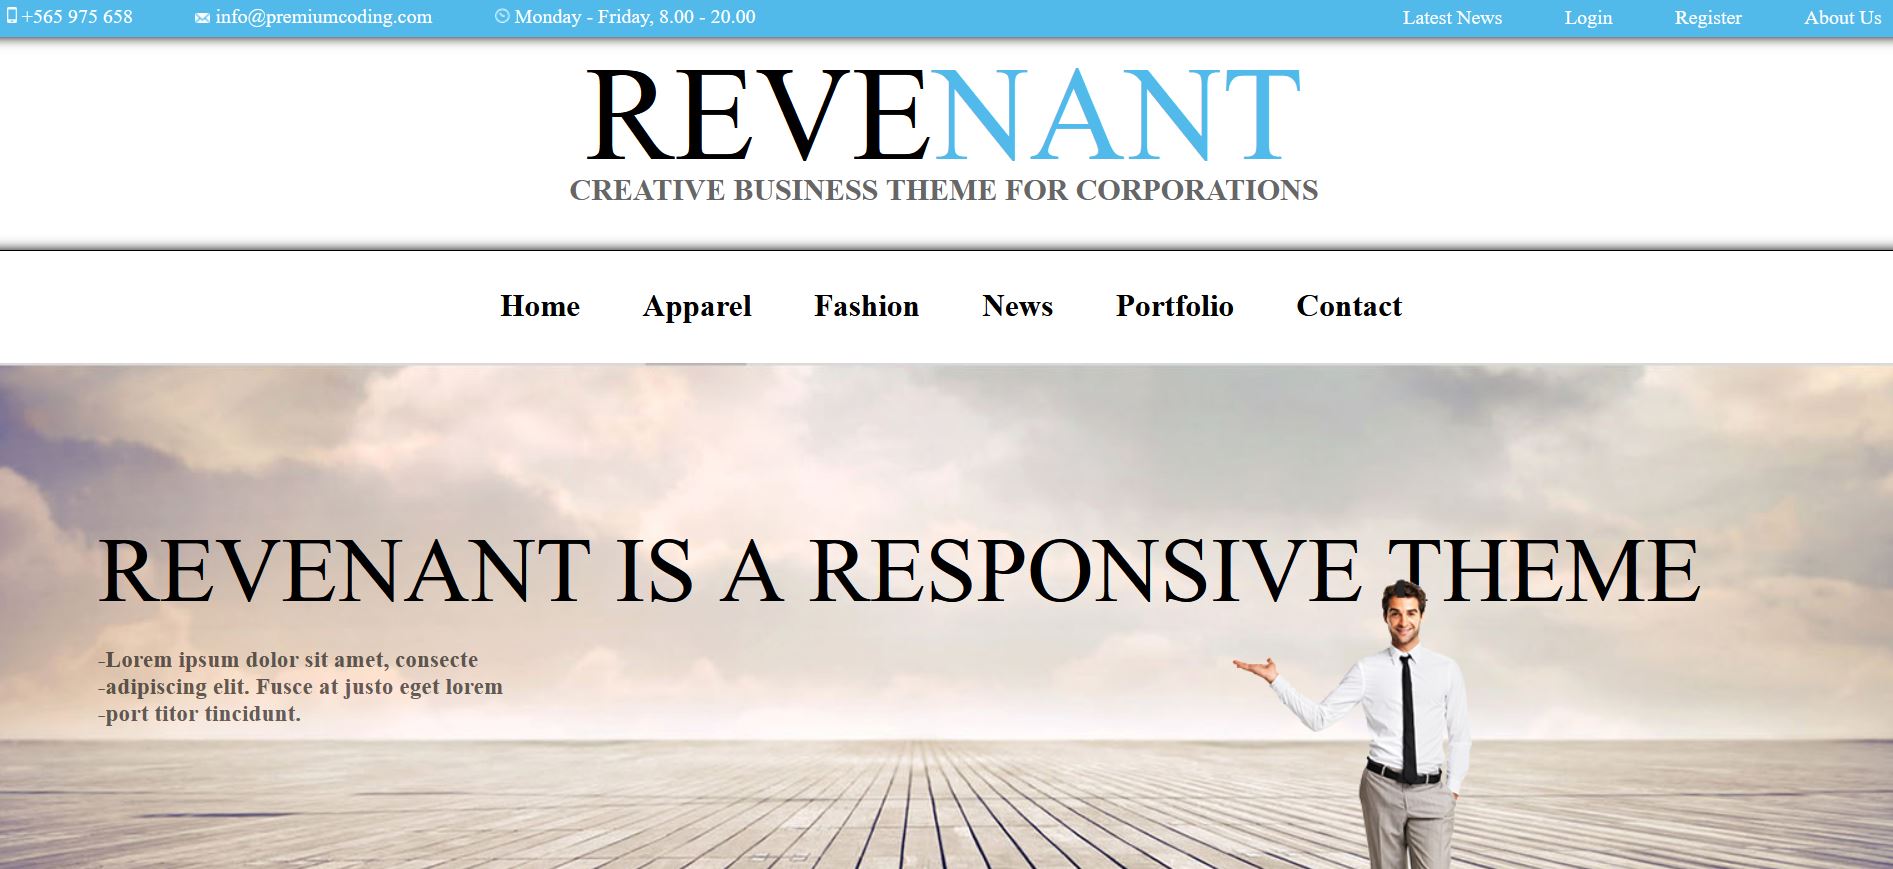 +565 975 658 info@premiumcoding.com Monday - Friday, 8.00 - 20.00 Latest News Login Register About Us
REVENANT
CREATIVE BUSINESS THEME FOR CORPORATIONS
Home Apparel Fashion News Portfolio Contact
REVENANT IS A RESPONSIVE THEME
-Lorem ipsum dolor sit amet, consecte
-adipiscing elit. Fusce at justo eget lorem
-port titor tincidunt.